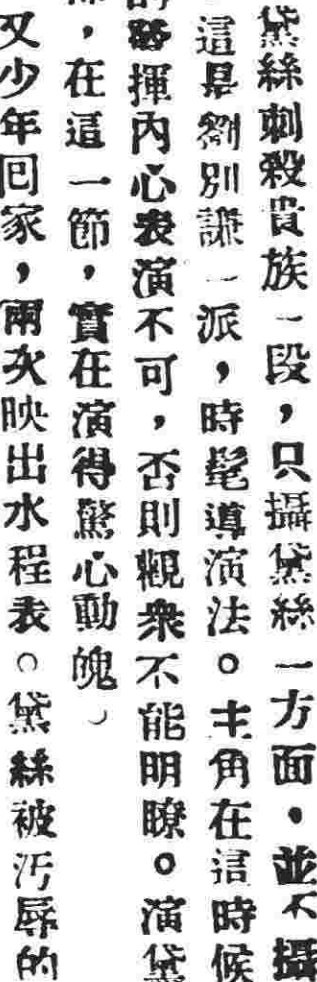 黛絲刺殺貴族一段，只攝黛絲一方面，並不攝
這是劉別謙一派，時髦導演法。主角在這時候
揮內心表演不可，否則觀衆不能明瞭。演黛
，在這一節，實在演得驚心動魄。
又少年回家，兩次映出水程表。黛絲被汚辱的